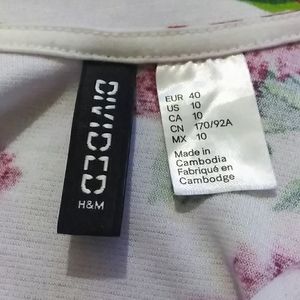 DIVIDED
H&M
EUR 40
US 10
CA 10
CN 170/92A
MX 10
Made in
Cambodia
Fabriqué en
Cambodge